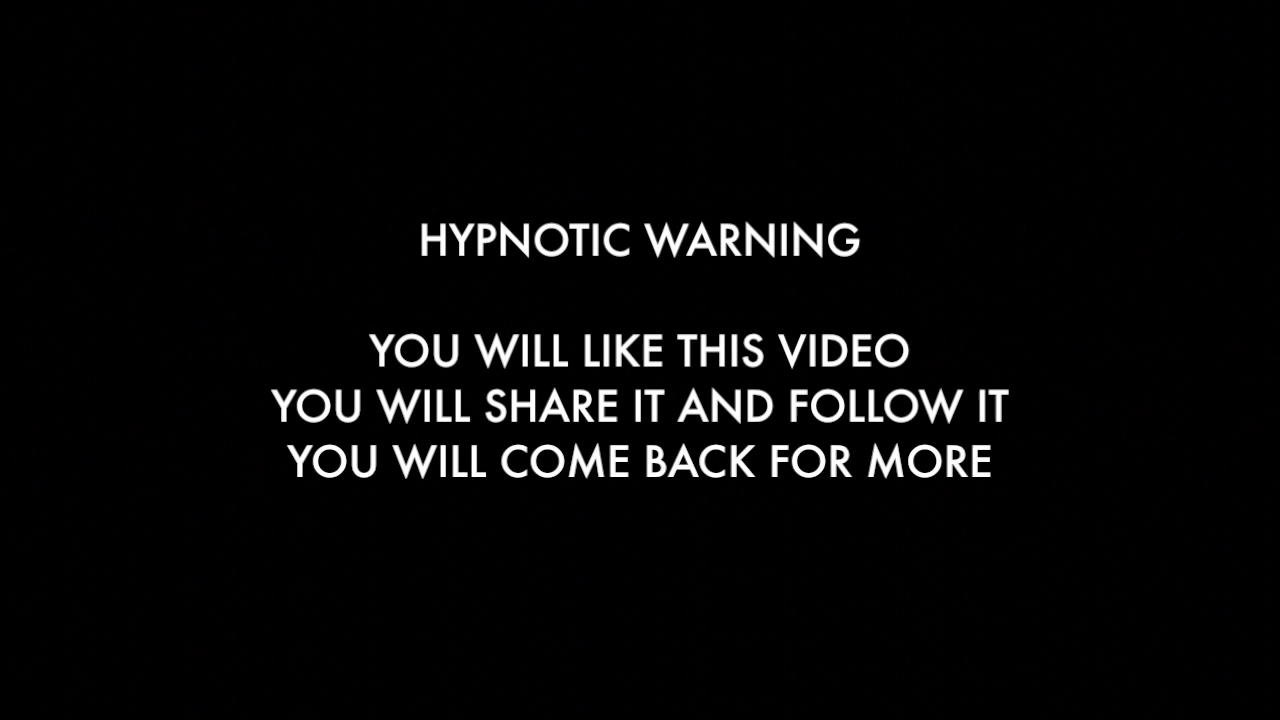 HYPNOTIC WARNING
YOU WILL LIKE THIS VIDEO
YOU WILL SHARE IT AND FOLLOW IT
YOU WILL COME BACK FOR MORE